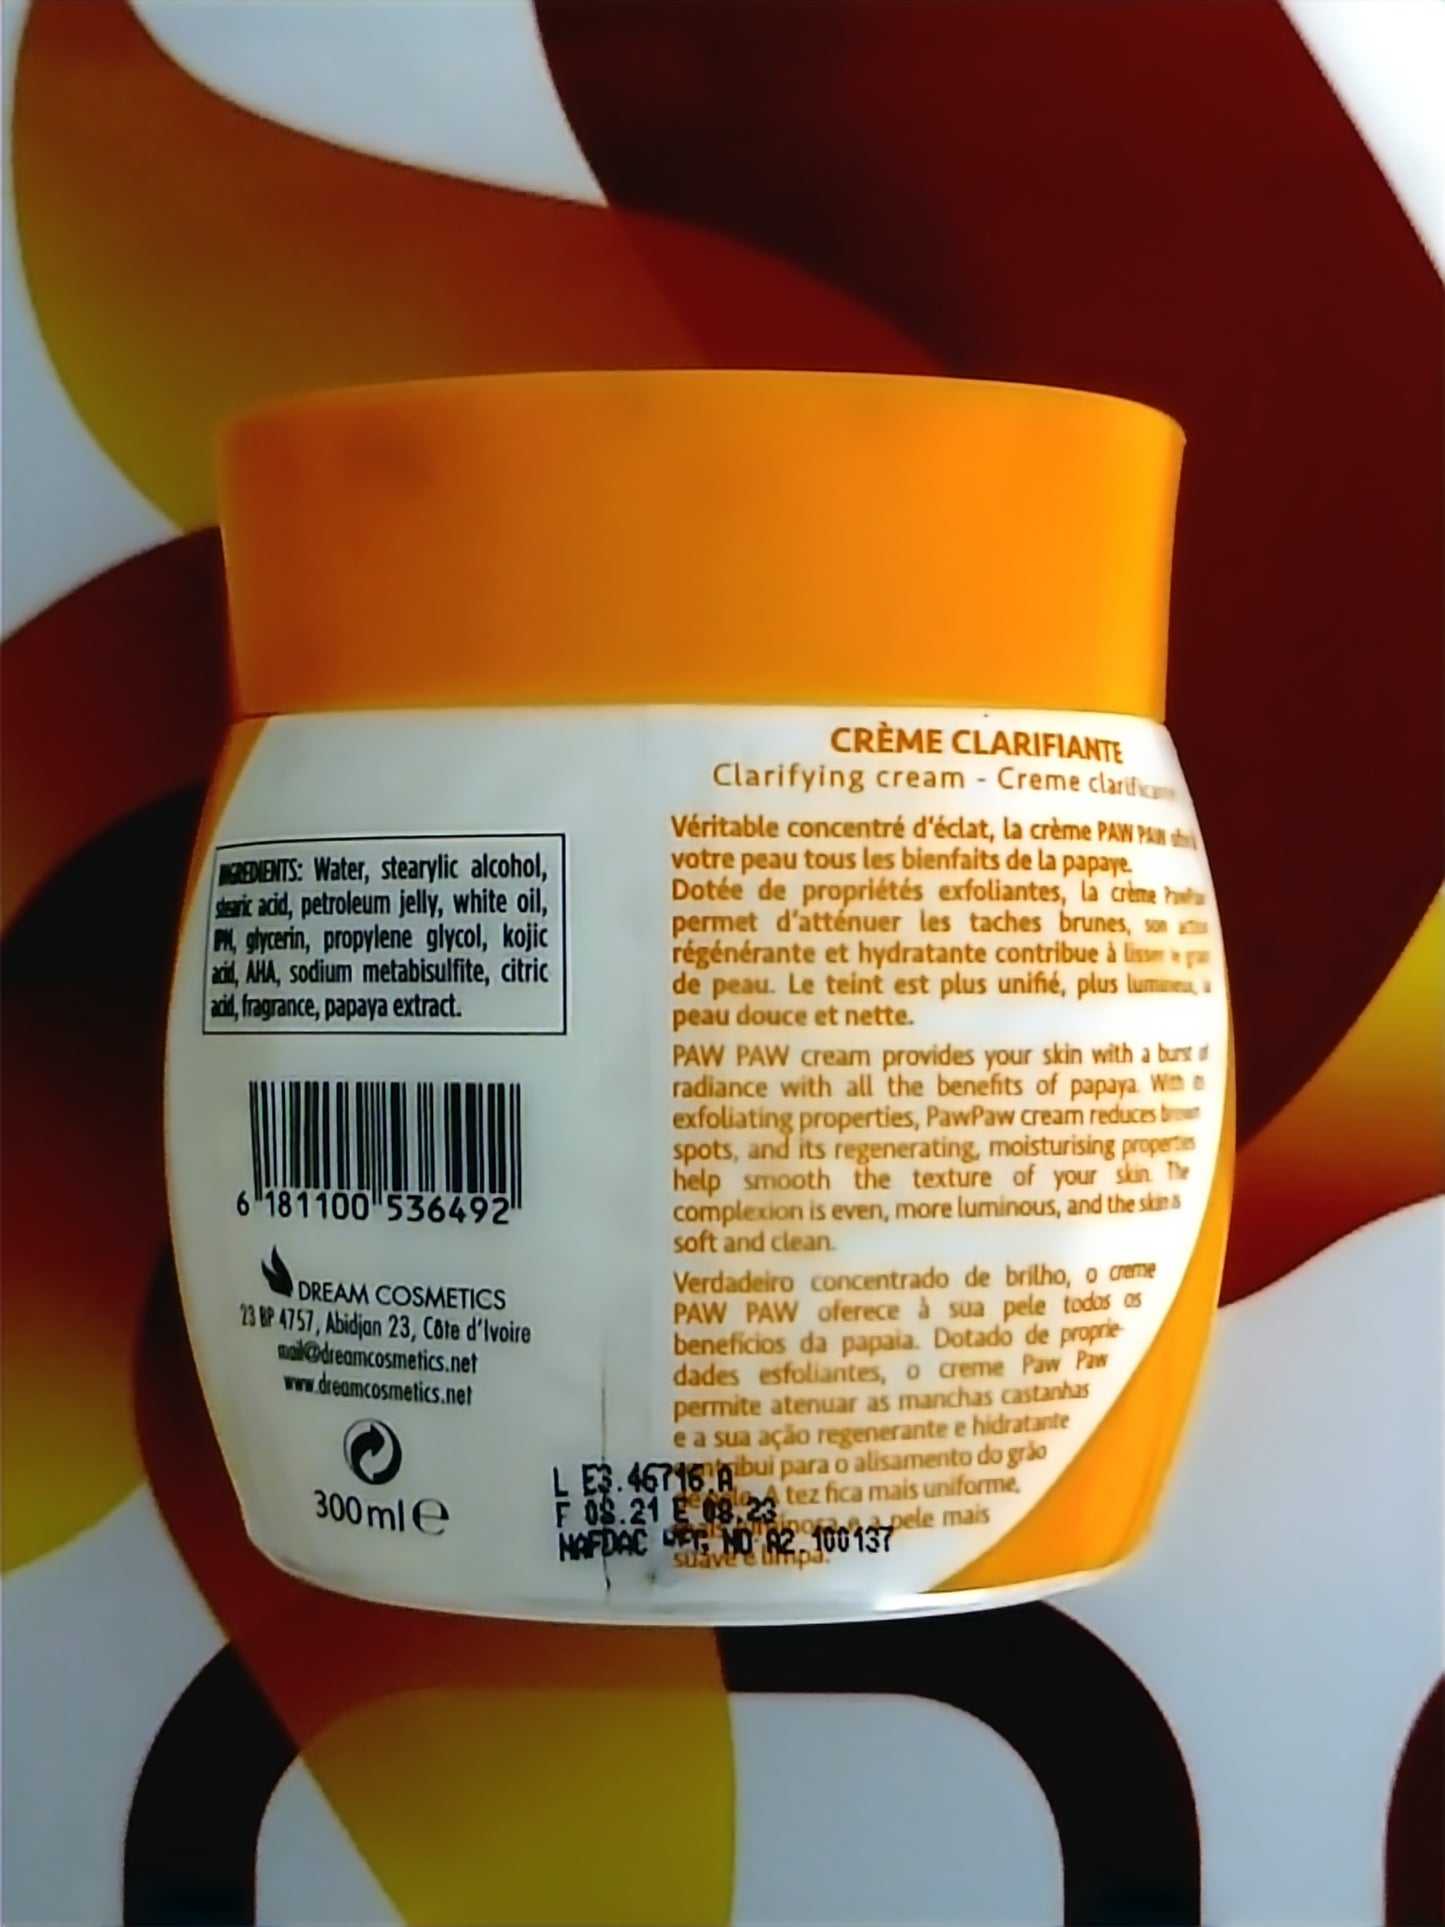 INGREDIENTS: Water, stearylic alcohol,
stearic acid, petroleum jelly, white oil,
IPM, glycerin, propylene glycol, kojic
acid, AHA, sodium metabisulfite, citric
acid, fragrance, papaya extract.
6 181100 536492
DREAM COSMETICS
23 BP 4757, Abidjan 23, Côte d'Ivoire
mail@dreamcosmetics.net
www.dreamcosmetics.net
300 ml e
CRÈME CLARIFIANTE
Clarifying cream - Creme
Véritable concentré d'éclat, la crème PAW PAW
votre peau tous les bienfaits de la papaye.
Dotée de propriétés exfoliantes, la crème PawPaw
permet d'atténuer les taches brunes, son action
régénérante et hydratante contribue à lisser le
de peau. Le teint est plus unifié, plus lumineux,
peau douce et nette.
PAW PAW cream provides your skin with a burst of
radiance with all the benefits of papaya. With
exfoliating properties, PawPaw cream reduces brown
spots, and its regenerating, moisturising properties
help smooth the texture of your skin. The
complexion is even, more luminous, and the skin is
soft and clean.
Verdadeiro concentrado de brilho, o creme
PAW PAW oferece à sua pele todos os
benefícios da papaia. Dotado de proprie-
dades esfoliantes, o creme Paw Paw
permite atenuar as manchas castanhas
e a sua ação regenerante e hidratante
contribui para o alisamento do grão
A tez fica mais uniforme,
e a pele mais
suave e limpa.
L E3.46716.A
F 08.21 E 08.23
NAFDAC NO A2.100137